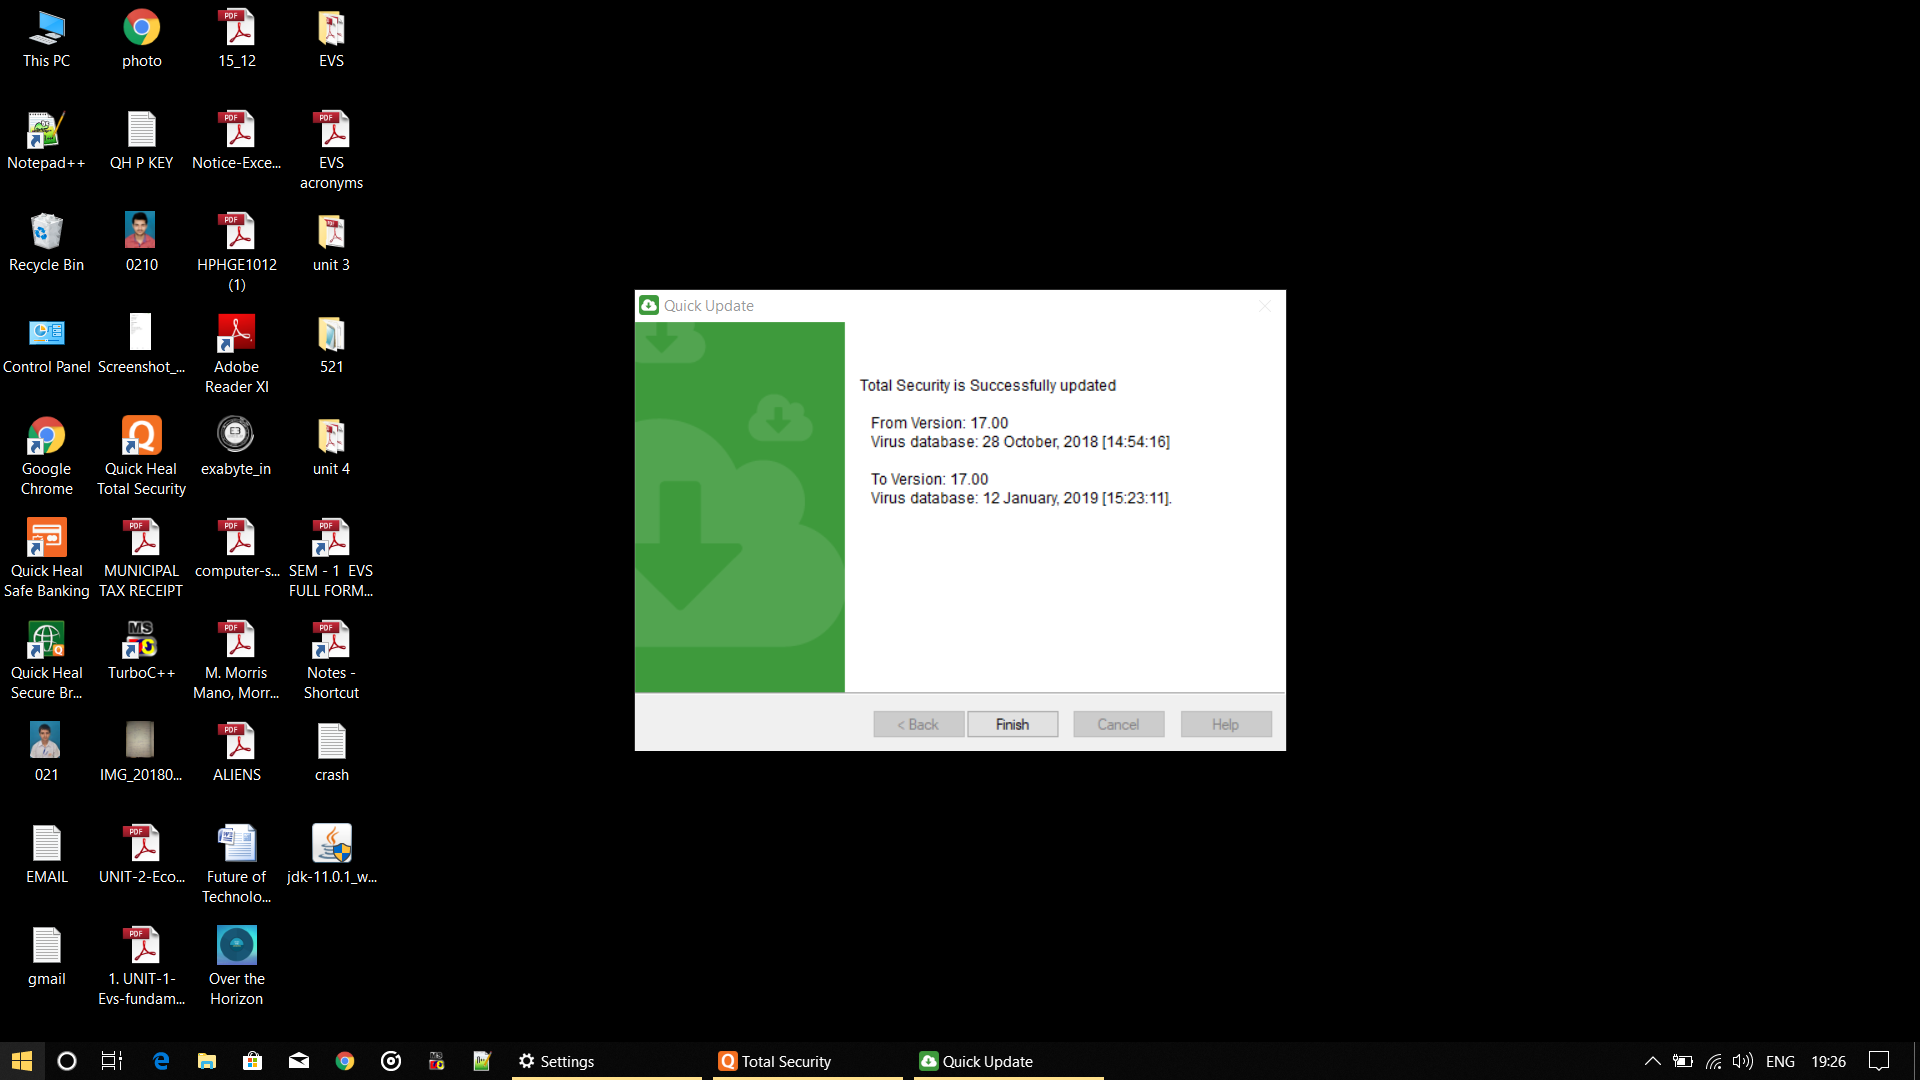 This PC
photo
15_12
EVS
Notepad++
QH P KEY
Notice-Exce...
EVS
acronyms
Recycle Bin
0210
HPHGE1012
(1)
unit 3
Control Panel
Screenshot_...
Adobe
Reader XI
521
Google
Chrome
Quick Heal
Total Security
exabyte_in
unit 4
Quick Heal
Safe Banking
MUNICIPAL
TAX RECEIPT
computer-s...
SEM - 1 EVS
FULL FORM...
Quick Heal
Secure Br...
TurboC++
M. Morris
Mano, Morr...
Notes -
Shortcut
021
IMG_20180...
ALIENS
crash
EMAIL
UNIT-2-Eco...
Future of
Technolo...
jdk-11.0.1_w...
gmail
1. UNIT-1-
Evs-fundam...
Over the
Horizon
Quick Update
Total Security is Successfully updated
From Version: 17.00
Virus database: 28 October, 2018 [14:54:16]
To Version: 17.00
Virus database: 12 January, 2019 [15:23:11].
< Back
Finish
Cancel
Help
Settings
Total Security
Quick Update
ENG
19:26